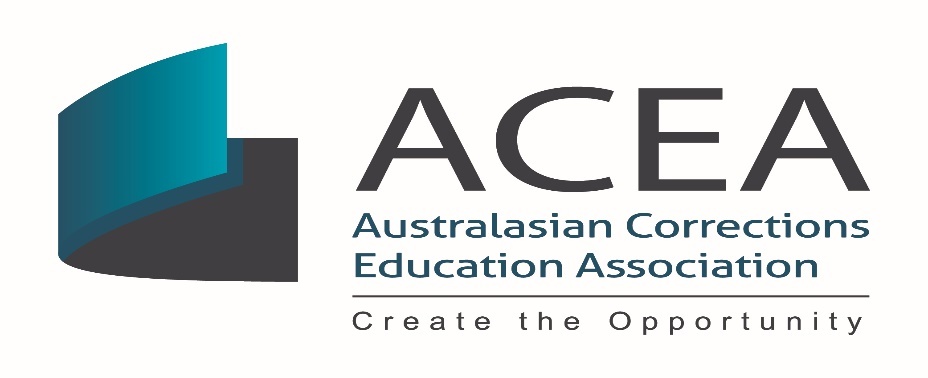 ACEA
Australasian Corrections
Education Association
Create the Opportunity